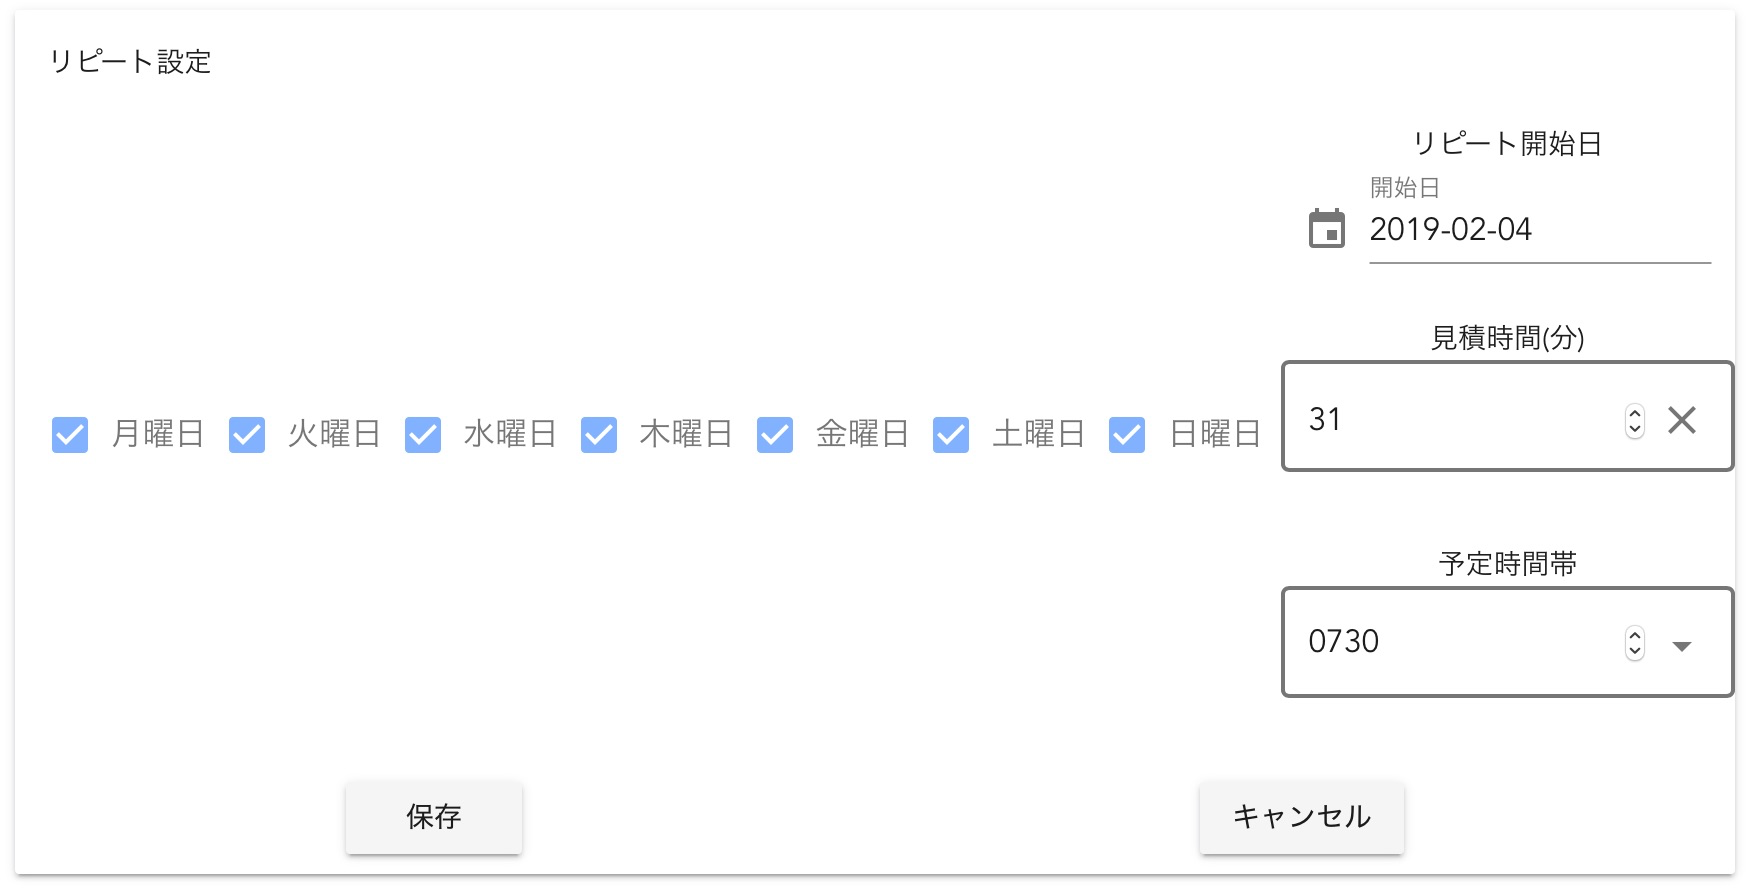 リピート設定
リピート開始日
開始日
2019-02-04
見積時間(分)
月曜日 火曜日 水曜日 木曜日 金曜日 土曜日 日曜日 31
予定時間帯
0730
保存 キャンセル